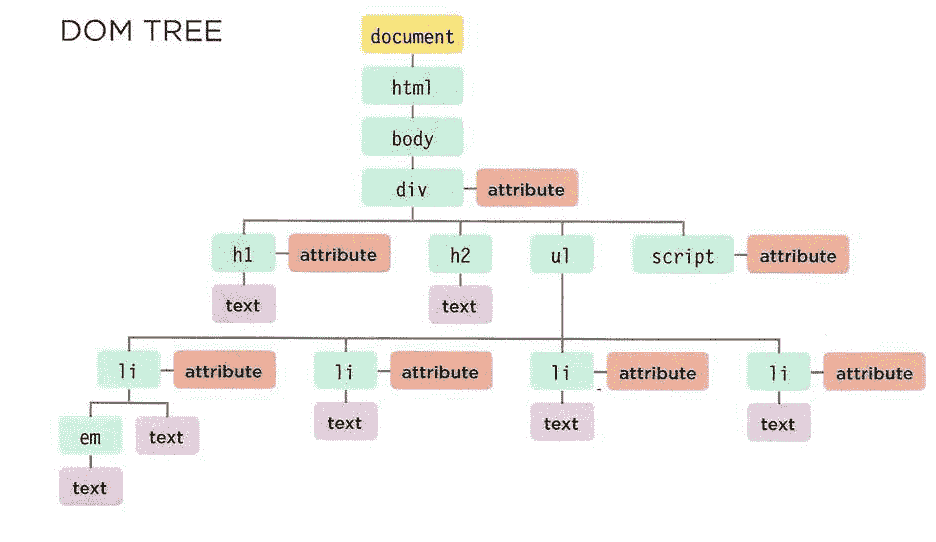 DOM TREE
document
html
body
div
attribute
h1
attribute
h2
ul
script
attribute
text
text
li
attribute
li
attribute
li
attribute
li
attribute
em
text
text
text
text
text